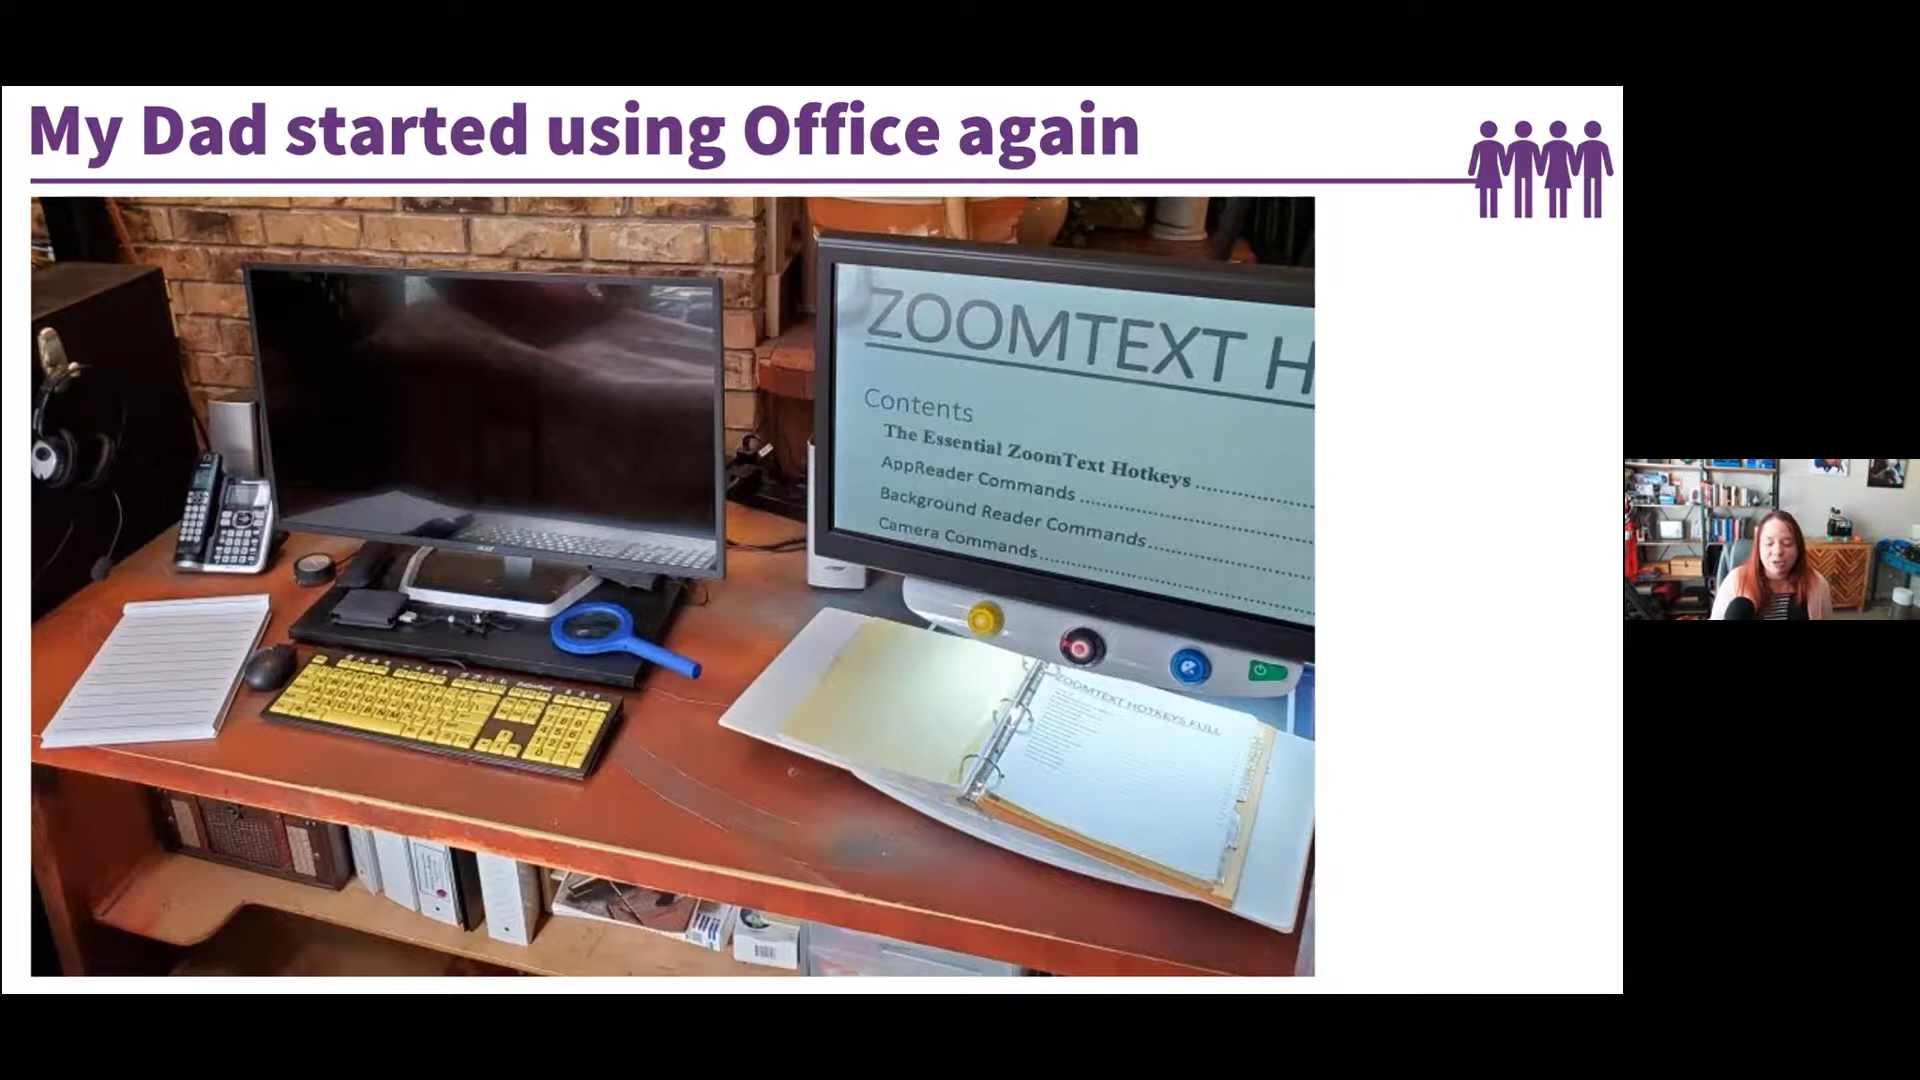 My Dad started using Office again
ZOOMTEXT H
Contents
The Essential ZoomText Hotkeys
AppReader Commands
Background Reader Commands
Camera Commands
acer
ZOOMTEXT HOTKEYS FULL